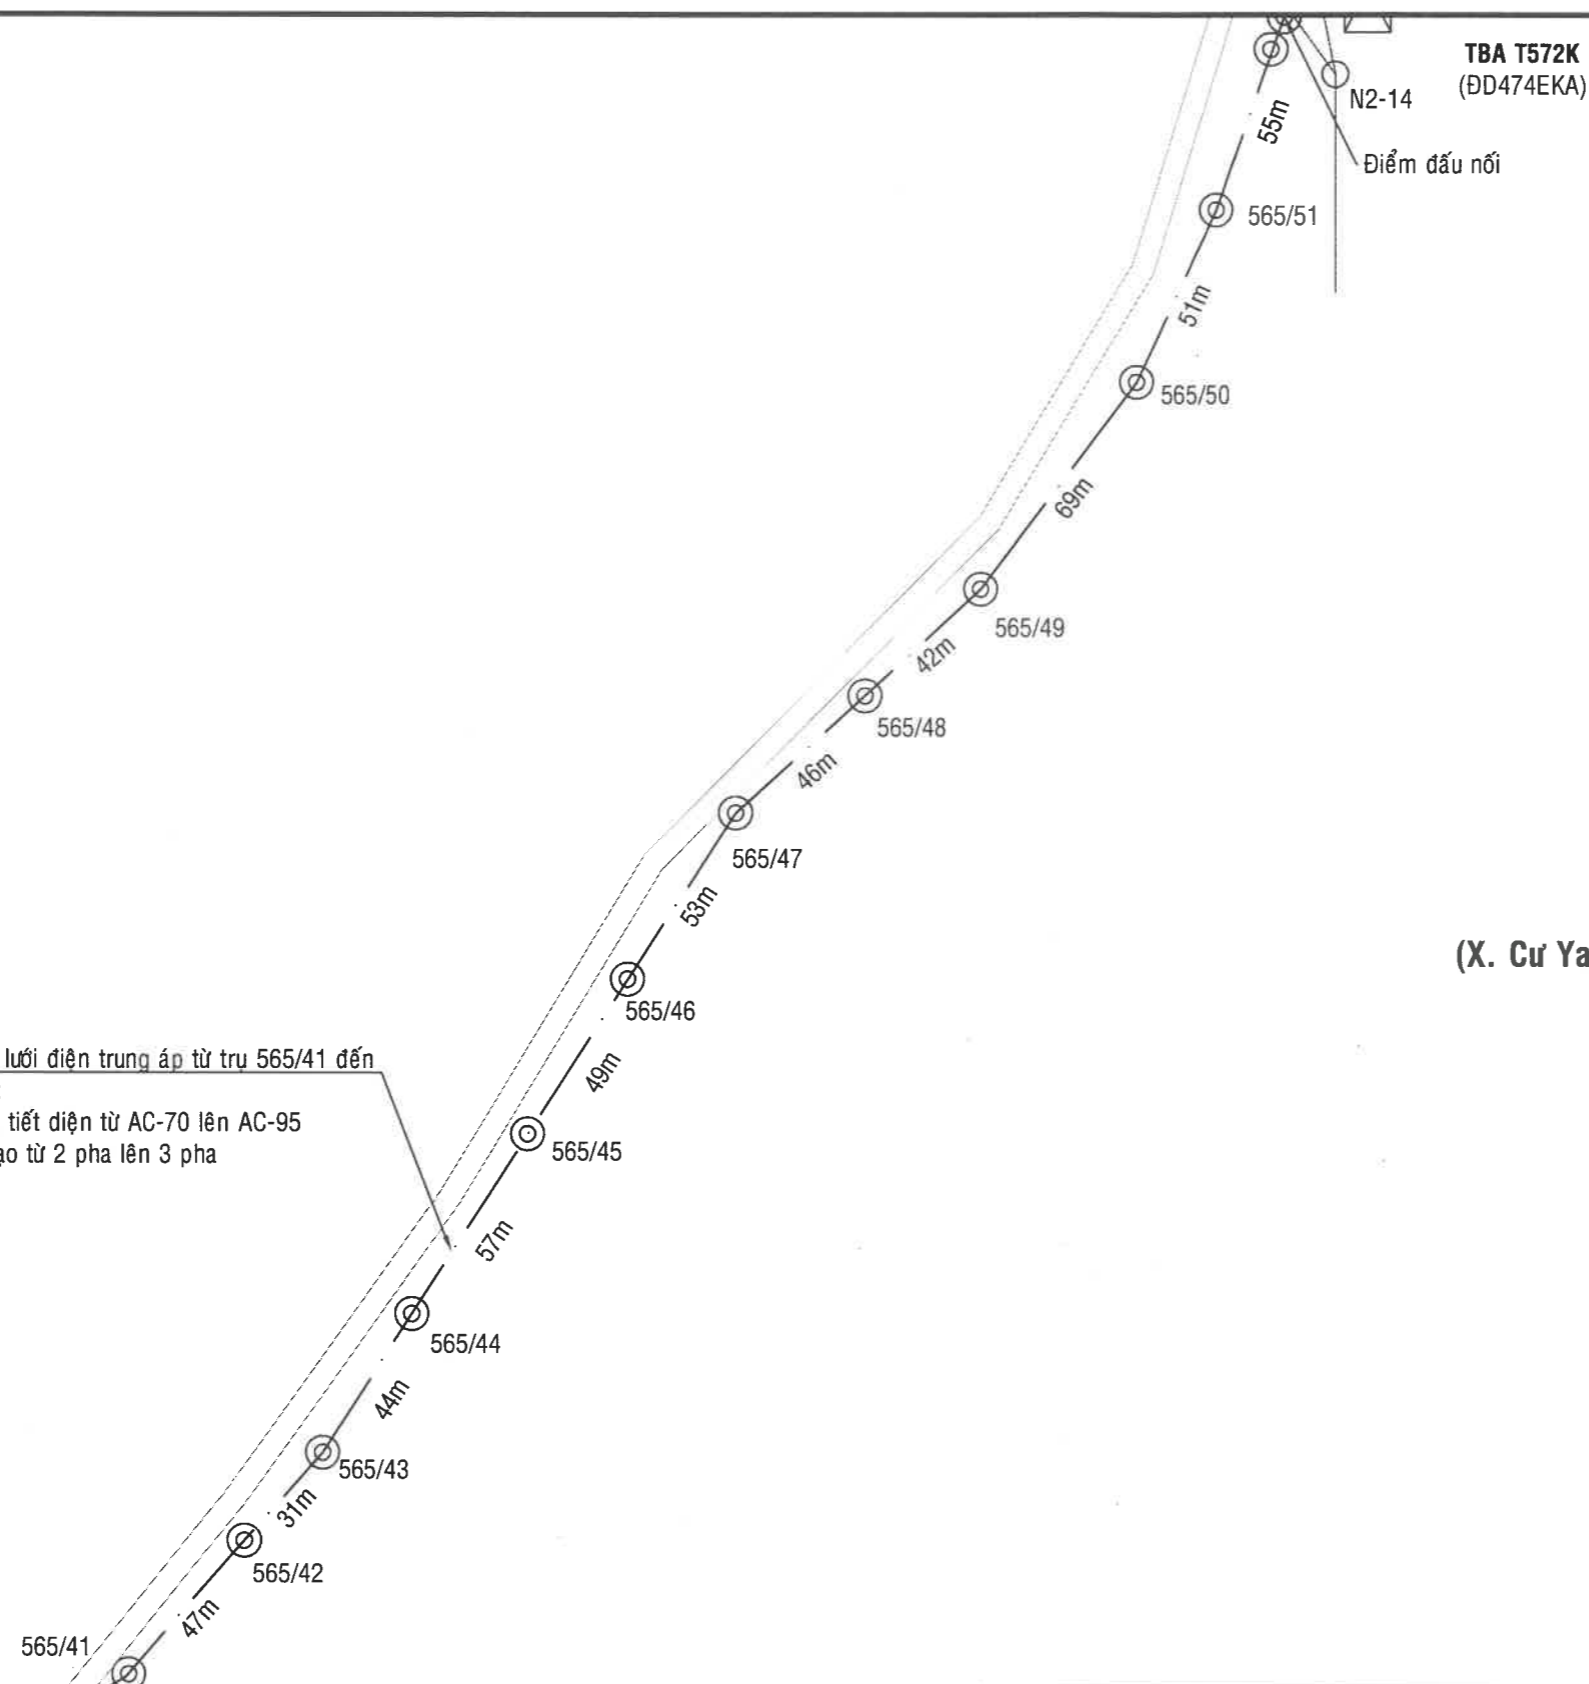 TBA T572K
(ĐD474EKA)
N2-14
Điểm đấu nối
55m
565/51
51m
565/50
69m
565/49
42m
565/48
46m
565/47
53m
(X. Cư Ya
565/46
49m
lưới điện trung áp từ trụ 565/41 đến
tiết diện từ AC-70 lên AC-95
ạo từ 2 pha lên 3 pha
565/45
57m
565/44
44m
565/43
31m
565/42
47m
565/41